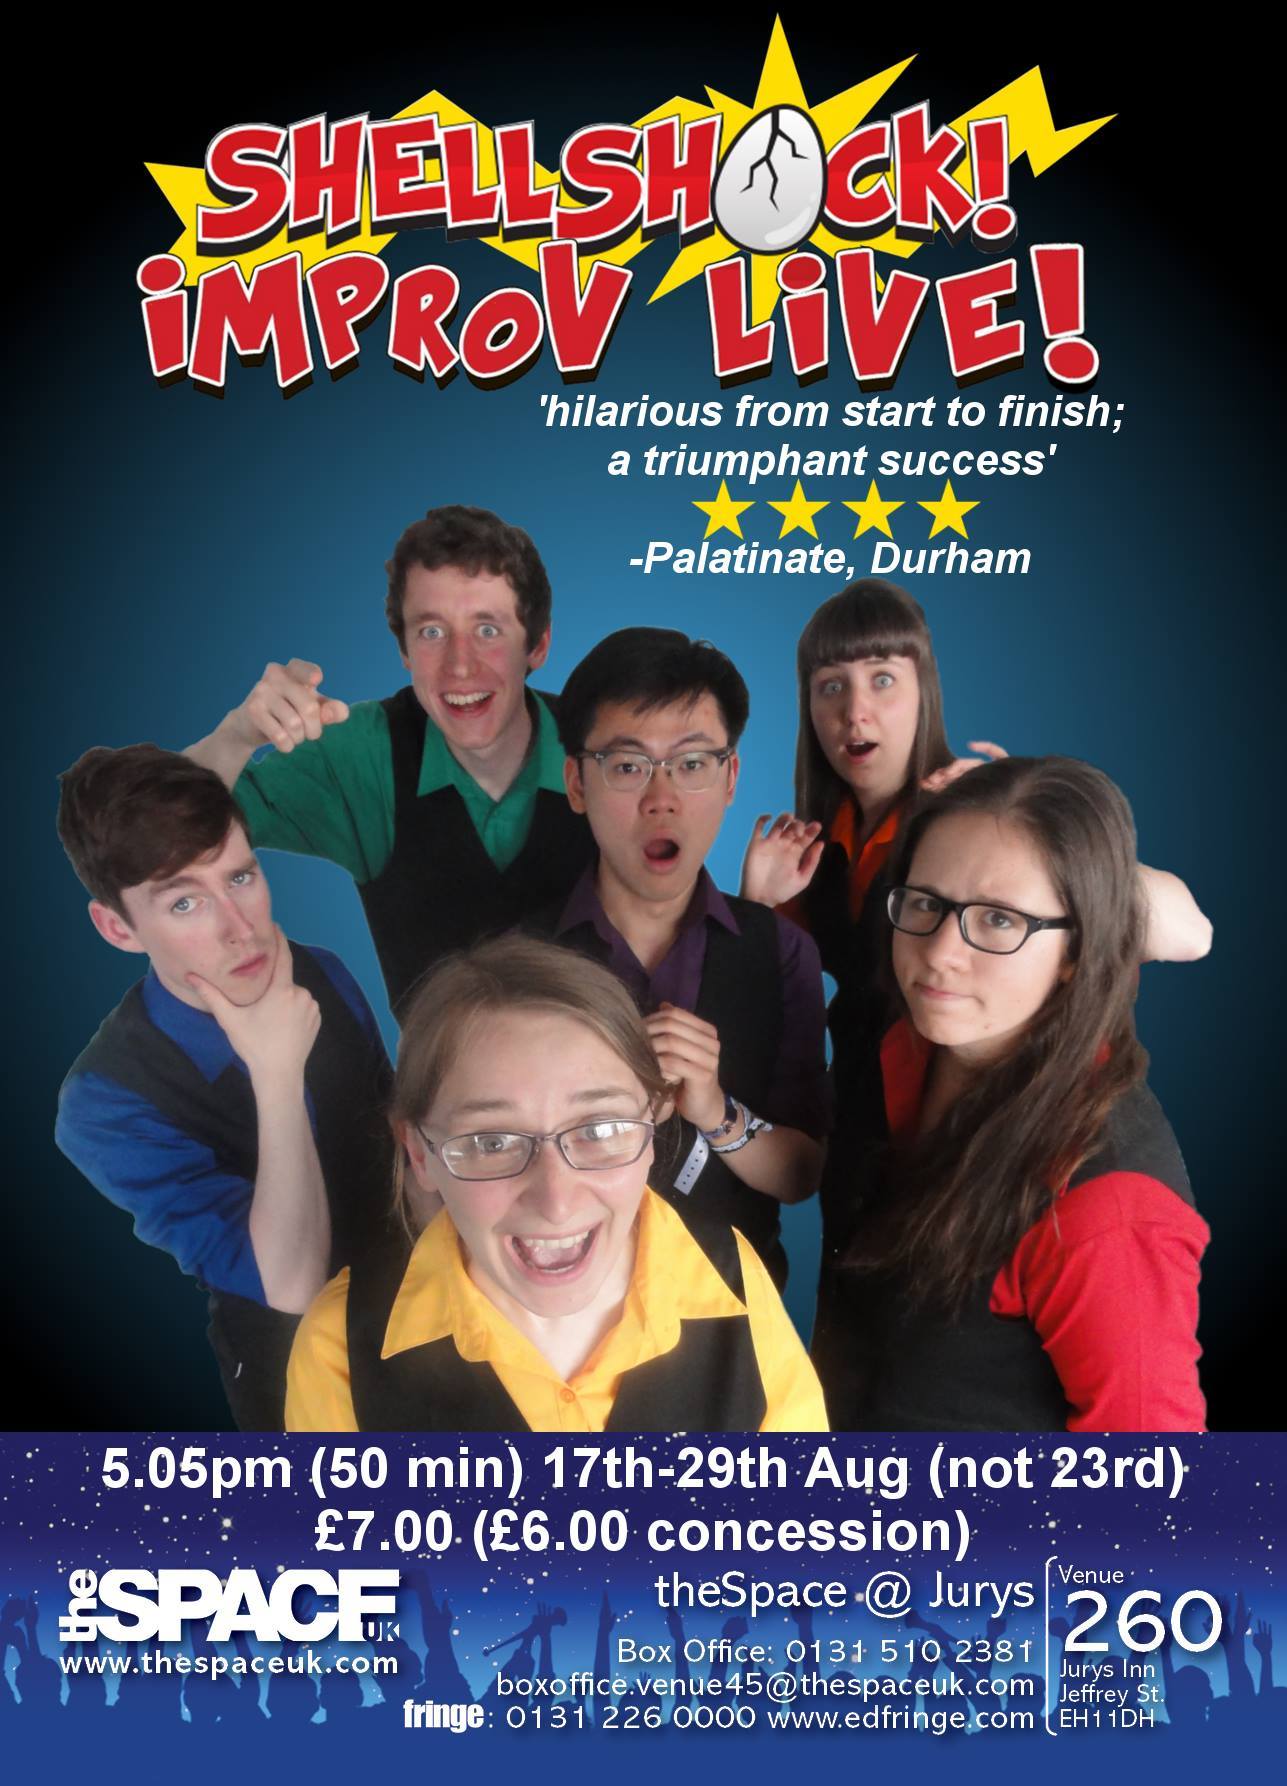 SHELLSHOCK!
iMPRoV LiVE!
'hilarious from start to finish;
a triumphant success'
-Palatinate, Durham
5.05pm (50 min) 17th-29th Aug (not 23rd)
£7.00 (£6.00 concession)
theSPACE UK
www.thespaceuk.com
theSpace @ Jurys
Box Office: 0131 510 2381
boxoffice.venue45@thespaceuk.com
fringe: 0131 226 0000 www.edfringe.com
Venue
260
Jurys Inn
Jeffrey St.
EH11DH